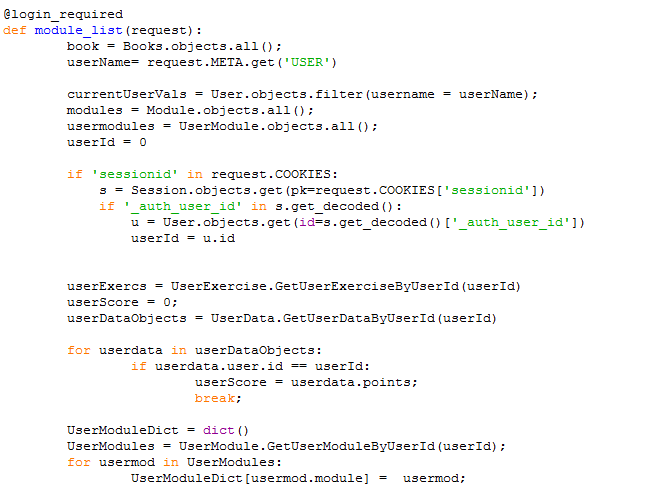 @login_required
def module_list(request):
        book = Books.objects.all();
        userName= request.META.get('USER')
        currentUserVals = User.objects.filter(username = userName);
        modules = Module.objects.all();
        usermodules = UserModule.objects.all();
        userId = 0
        if 'sessionid' in request.COOKIES:
            s = Session.objects.get(pk=request.COOKIES['sessionid'])
            if '_auth_user_id' in s.get_decoded():
                u = User.objects.get(id=s.get_decoded()['_auth_user_id'])
                userId = u.id
        userExercs = UserExercise.GetUserExerciseByUserId(userId)
        userScore = 0;
        userDataObjects = UserData.GetUserDataByUserId(userId)
        for userdata in userDataObjects:
                if userdata.user.id == userId:
                        userScore = userdata.points;
                        break;
        UserModuleDict = dict()
        UserModules = UserModule.GetUserModuleByUserId(userId);
        for usermod in UserModules:
                UserModuleDict[usermod.module] =  usermod;